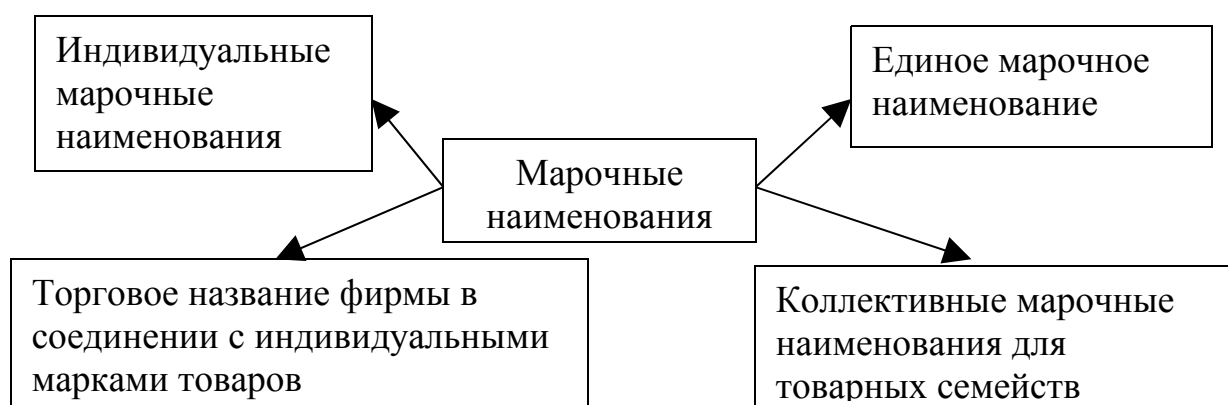 Индивидуальные
марочные
наименования
Единое марочное
наименование
Марочные
наименования
Торговое название фирмы в
соединении с индивидуальными
марками товаров
Коллективные марочные
наименования для
товарных семейств